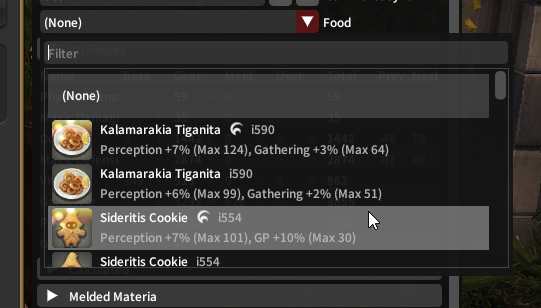 (None)
Food
Filter
(None)
Kalamarakia Tiganita i590
Perception +7% (Max 124), Gathering +3% (Max 64)
Kalamarakia Tiganita i590
Perception +6% (Max 99), Gathering +2% (Max 51)
Sideritis Cookie i554
Perception +7% (Max 101), GP +10% (Max 30)
Sideritis Cookie i554
Melded Materia